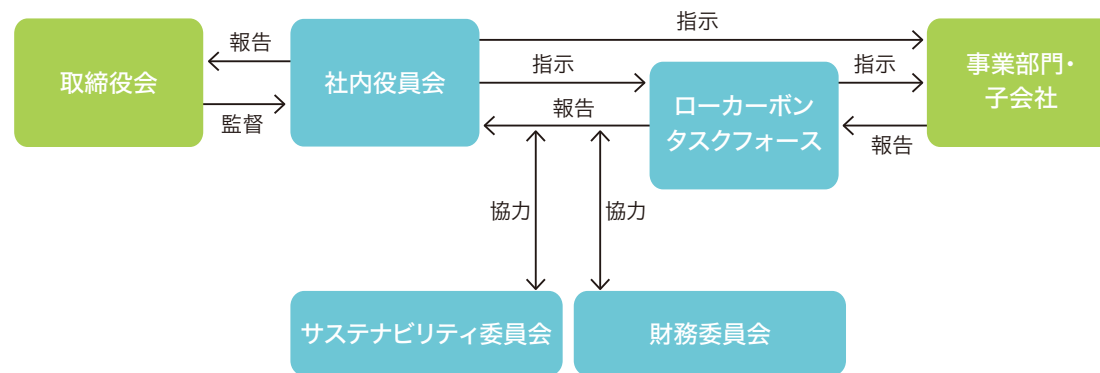 指示
報告
指示
指示
取締役会
社内役員会
事業部門・
子会社
ローカーボン
タスクフォース
監督
報告
報告
協力
協力
サステナビリティ委員会
財務委員会